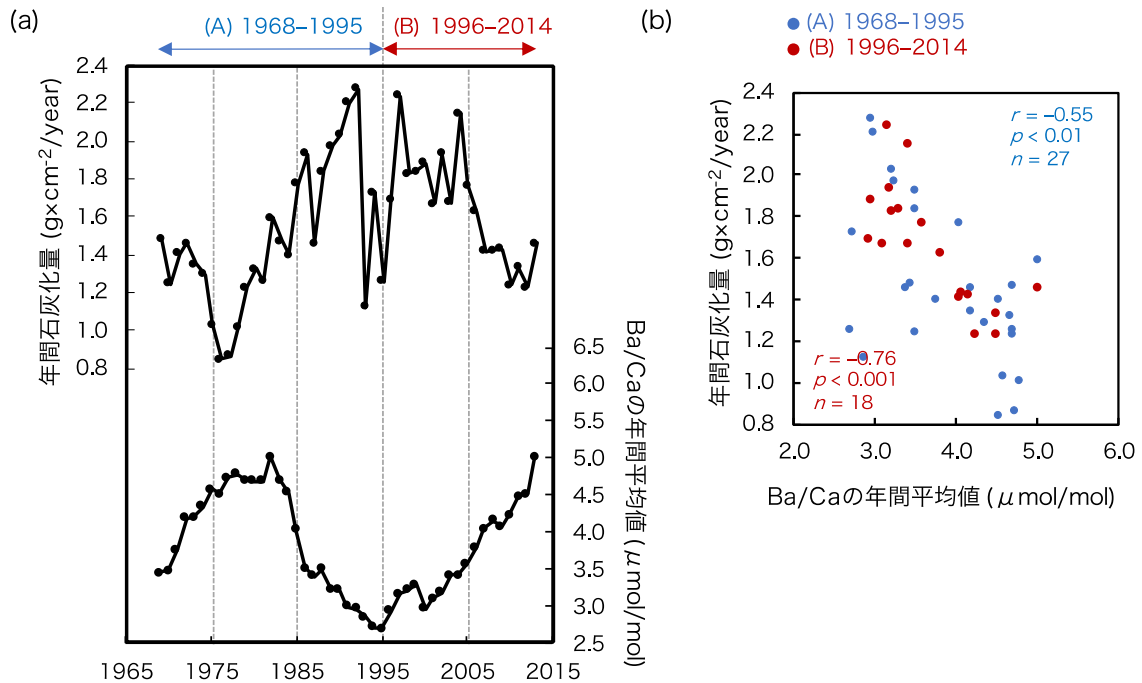 (a)
(A) 1968–1995
(B) 1996–2014
2.4
2.2
2.0
1.8
1.6
1.4
1.2
1.0
0.8
年間石灰化量 (g×cm⁻²/year)
6.5
6.0
5.5
5.0
4.5
4.0
3.5
3.0
2.5
Ba/Caの年間平均値 (μmol/mol)
1965
1975
1985
1995
2005
2015
(b)
(A) 1968–1995
(B) 1996–2014
2.4
2.2
2.0
1.8
1.6
1.4
1.2
1.0
0.8
年間石灰化量 (g×cm⁻²/year)
r = –0.55
p < 0.01
n = 27
r = –0.76
p < 0.001
n = 18
2.0
3.0
4.0
5.0
6.0
Ba/Caの年間平均値 (μmol/mol)